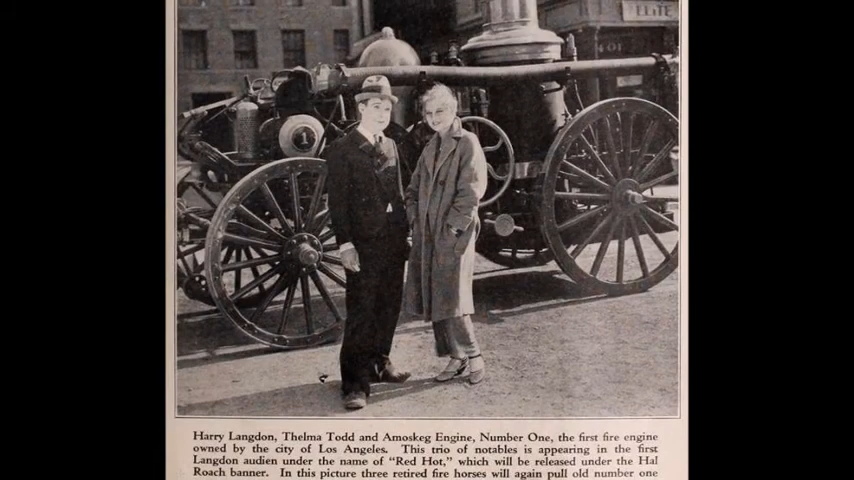 ELITE
401
1
Harry Langdon, Thelma Todd and Amoskeg Engine, Number One, the first fire engine
owned by the city of Los Angeles. This trio of notables is appearing in the first
Langdon audien under the name of "Red Hot," which will be released under the Hal
Roach banner. In this picture three retired fire horses will again pull old number one